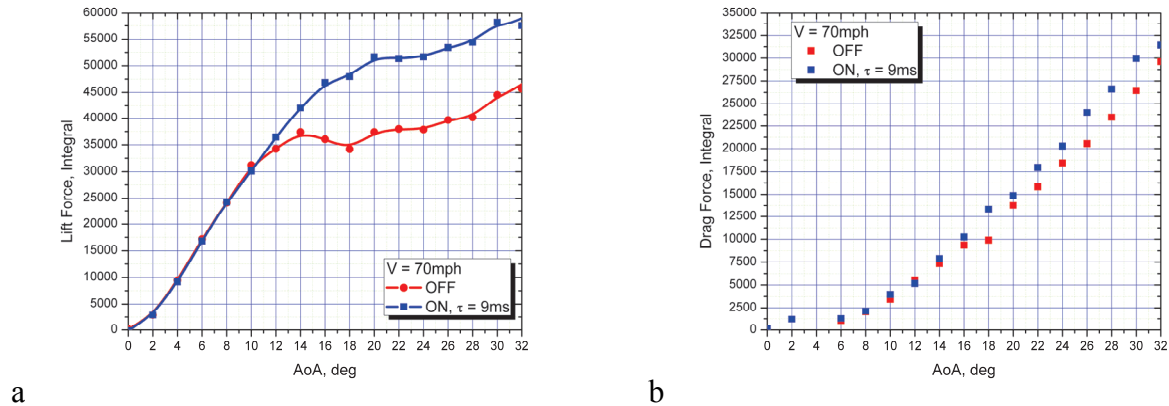 60000
55000
50000
45000
40000
35000
30000
25000
20000
15000
10000
5000
0
Lift Force, Integral
V = 70mph
OFF
ON, τ = 9ms
0 2 4 6 8 10 12 14 16 18 20 22 24 26 28 30 32
AoA, deg
a
35000
32500
30000
27500
25000
22500
20000
17500
15000
12500
10000
7500
5000
2500
0
Drag Force, Integral
V = 70mph
OFF
ON, τ = 9ms
0 2 4 6 8 10 12 14 16 18 20 22 24 26 28 30 32
AoA, deg
b